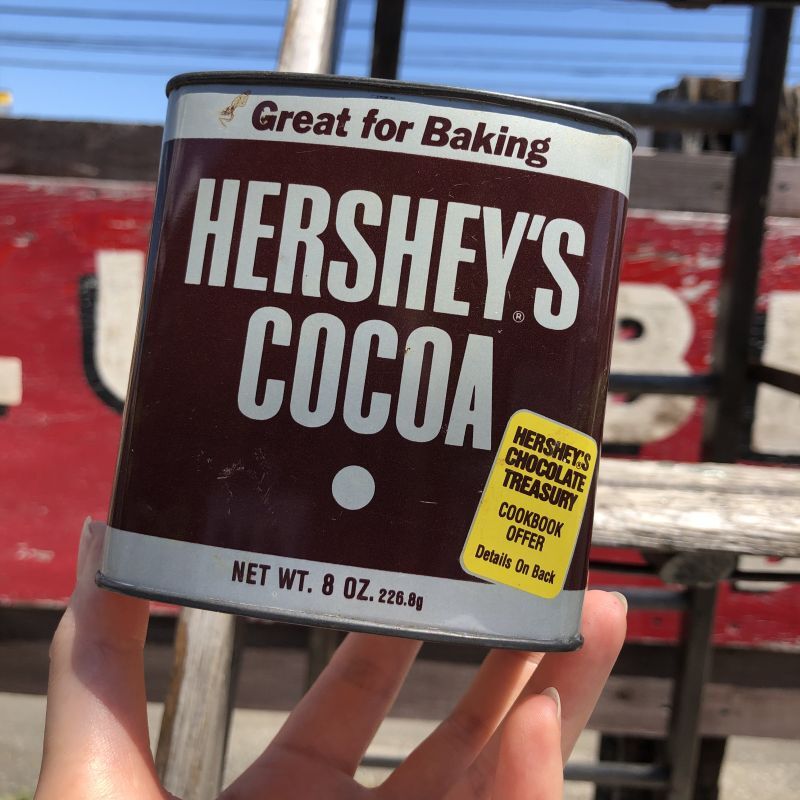 Great for Baking
HERSHEY'S®
COCOA
HERSHEY'S®
CHOCOLATE
TREASURY
COOKBOOK
OFFER
Details On Back
NET WT. 8 OZ. 226.8g